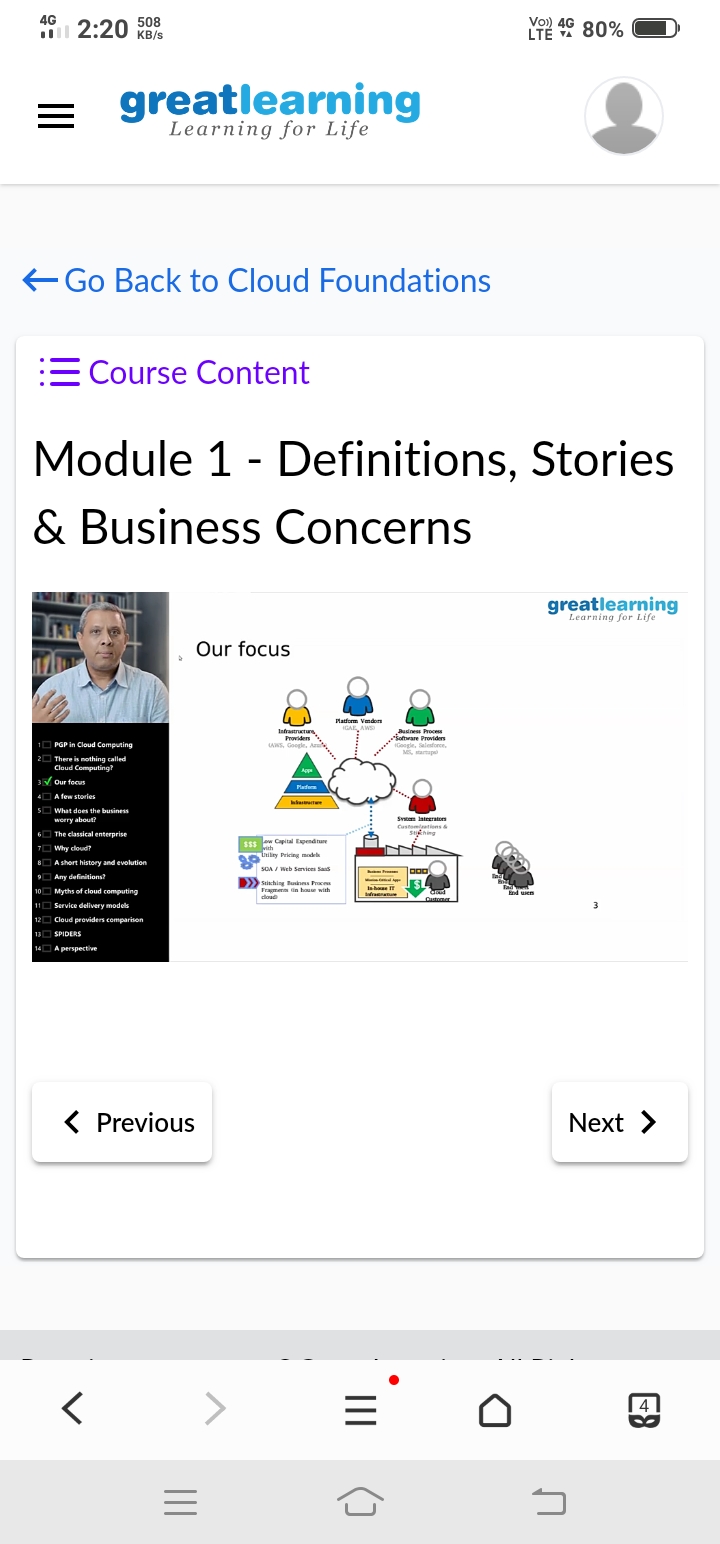 4G 2:20 508 KB/s Vo)) LTE 4G 80%
greatlearning
Learning for Life
Go Back to Cloud Foundations
Course Content
Module 1 - Definitions, Stories
& Business Concerns
greatlearning
Learning for Life
Our focus
Platform Vendors
(GAE, AWS)
Infrastructure
Providers
(AWS, Google, Azure)
Business Process
Software Providers
(Google, Salesforce,
MS, startups)
Apps
Platform
Infrastructure
System Integrators
Customizations &
Stitching
$$$
Low Capital Expenditure
with
Utility Pricing models
SOA / Web Services SaaS
Stitching Business Process
Fragments (in house with
cloud)
Business Processes
Mission-Critical Apps
In-house IT
Infrastructure
$
Cloud
Customer
End users
3
1 PGP in Cloud Computing
2 There is nothing called
Cloud Computing?
3 Our focus
4 A few stories
5 What does the business
worry about?
6 The classical enterprise
7 Why cloud?
8 A short history and evolution
9 Any definitions?
10 Myths of cloud computing
11 Service delivery models
12 Cloud providers comparison
13 SPIDERS
14 A perspective
Previous
Next
4